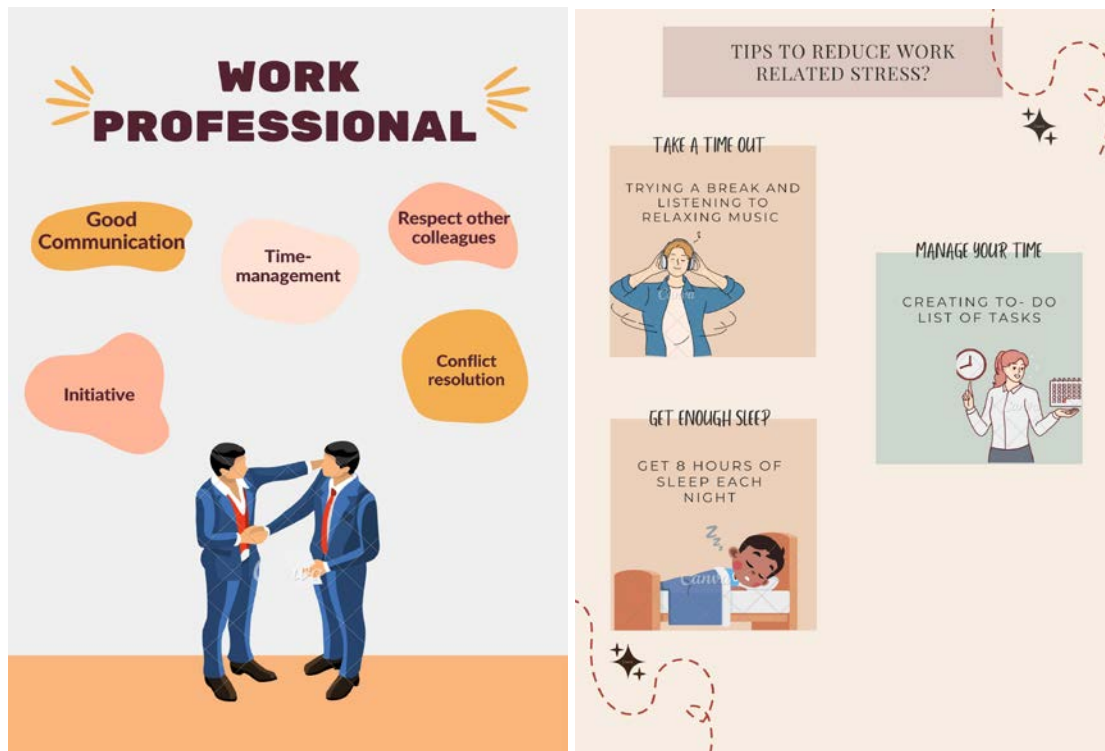 WORK
PROFESSIONAL
Good
Communication
Time-
management
Respect other
colleagues
Initiative
Conflict
resolution
TIPS TO REDUCE WORK
RELATED STRESS?
TAKE A TIME OUT
TRYING A BREAK AND
LISTENING TO
RELAXING MUSIC
Canva
MANAGE YOUR TIME
CREATING TO- DO
LIST OF TASKS
GET ENOUGH SLEEP
GET 8 HOURS OF
SLEEP EACH
NIGHT
Canva